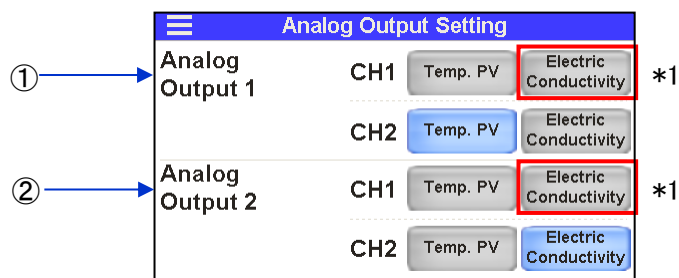 Analog Output Setting
① Analog Output 1 CH1 Temp. PV Electric Conductivity *1
CH2 Temp. PV Electric Conductivity
② Analog Output 2 CH1 Temp. PV Electric Conductivity *1
CH2 Temp. PV Electric Conductivity